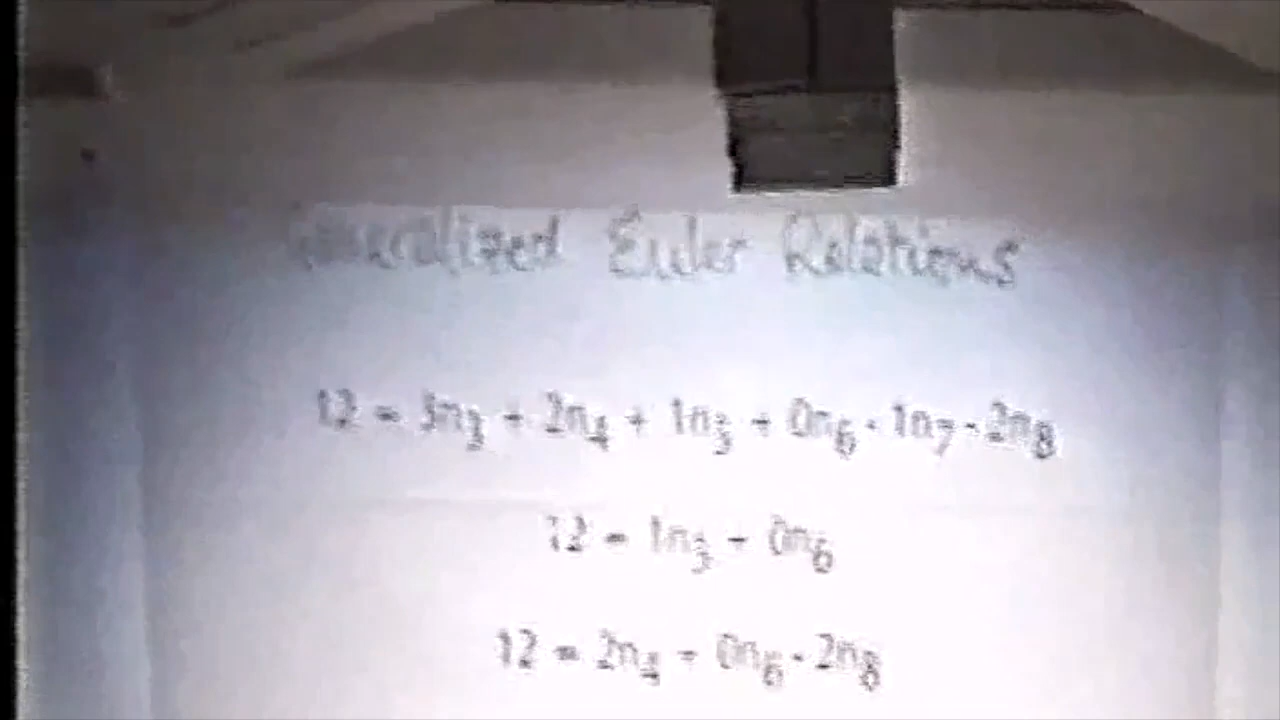 Generalized Euler Relations
12 = 3n₃ + 2n₄ + 1n₅ + 0n₆ - 1n₇ - 2n₈
12 = 1n₅ + 0n₆
12 = 2n₄ + 0n₆ - 2n₈